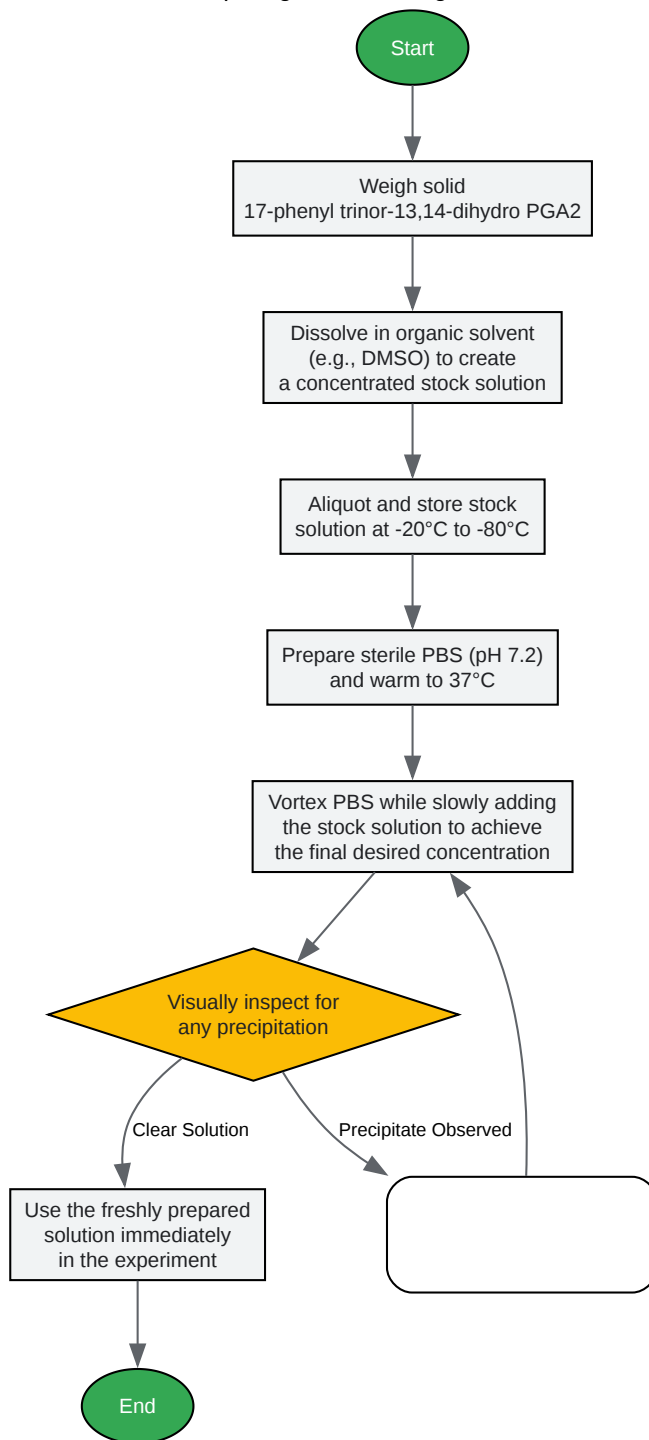 Start
Weigh solid
17-phenyl trinor-13,14-dihydro PGA2
Dissolve in organic solvent
(e.g., DMSO) to create
a concentrated stock solution
Aliquot and store stock
solution at -20°C to -80°C
Prepare sterile PBS (pH 7.2)
and warm to 37°C
Vortex PBS while slowly adding
the stock solution to achieve
the final desired concentration
Visually inspect for
any precipitation
Clear Solution
Precipitate Observed
Use the freshly prepared
solution immediately
in the experiment
End